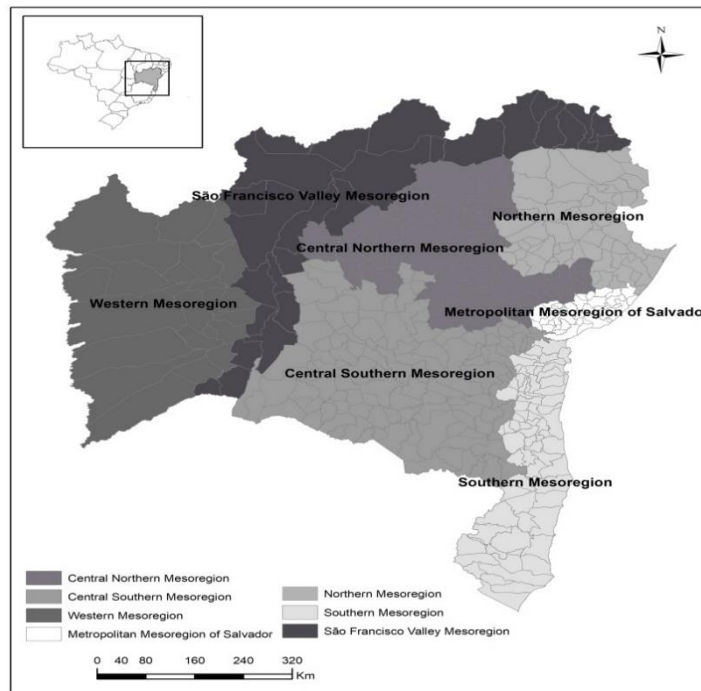 N
São Francisco Valley Mesoregion
Northern Mesoregion
Central Northern Mesoregion
Western Mesoregion
Metropolitan Mesoregion of Salvador
Central Southern Mesoregion
Southern Mesoregion
Central Northern Mesoregion
Central Southern Mesoregion
Western Mesoregion
Metropolitan Mesoregion of Salvador
Northern Mesoregion
Southern Mesoregion
São Francisco Valley Mesoregion
0 40 80 160 240 320
Km